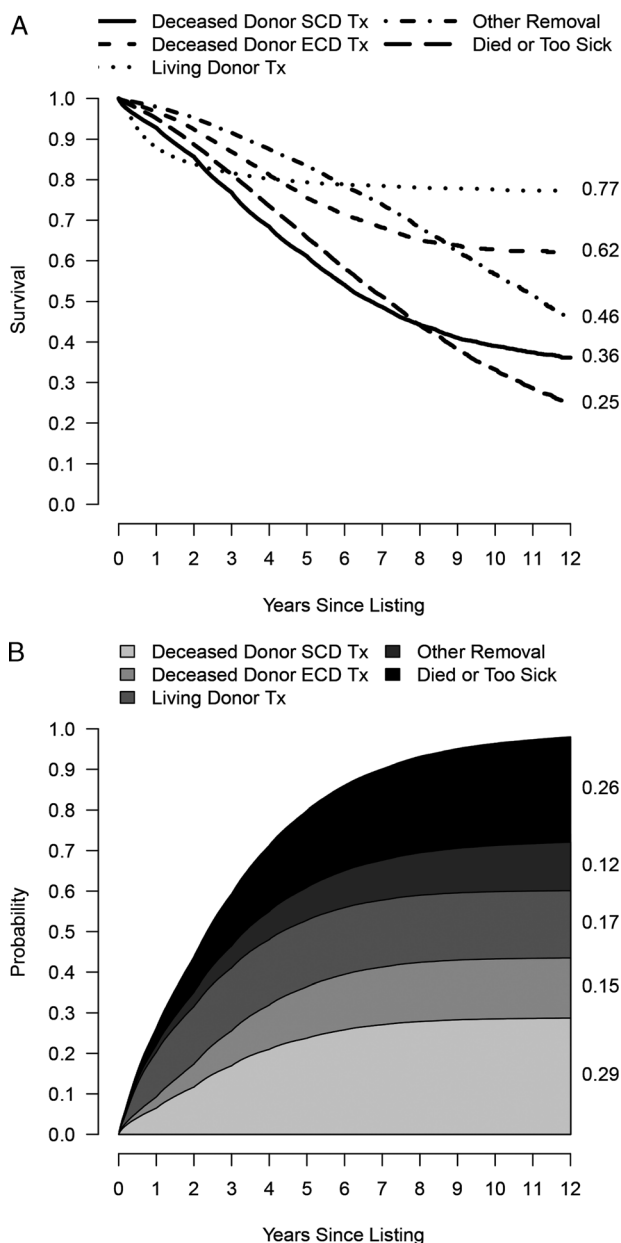 A
Deceased Donor SCD Tx Other Removal
Deceased Donor ECD Tx Died or Too Sick
Living Donor Tx
1.0
0.9
0.8
0.7
0.6
0.5
0.4
0.3
0.2
0.1
0.0
Survival
0.77
0.62
0.46
0.36
0.25
0 1 2 3 4 5 6 7 8 9 10 11 12
Years Since Listing
B
Deceased Donor SCD Tx Other Removal
Deceased Donor ECD Tx Died or Too Sick
Living Donor Tx
1.0
0.9
0.8
0.7
0.6
0.5
0.4
0.3
0.2
0.1
0.0
Probability
0.26
0.12
0.17
0.15
0.29
0 1 2 3 4 5 6 7 8 9 10 11 12
Years Since Listing